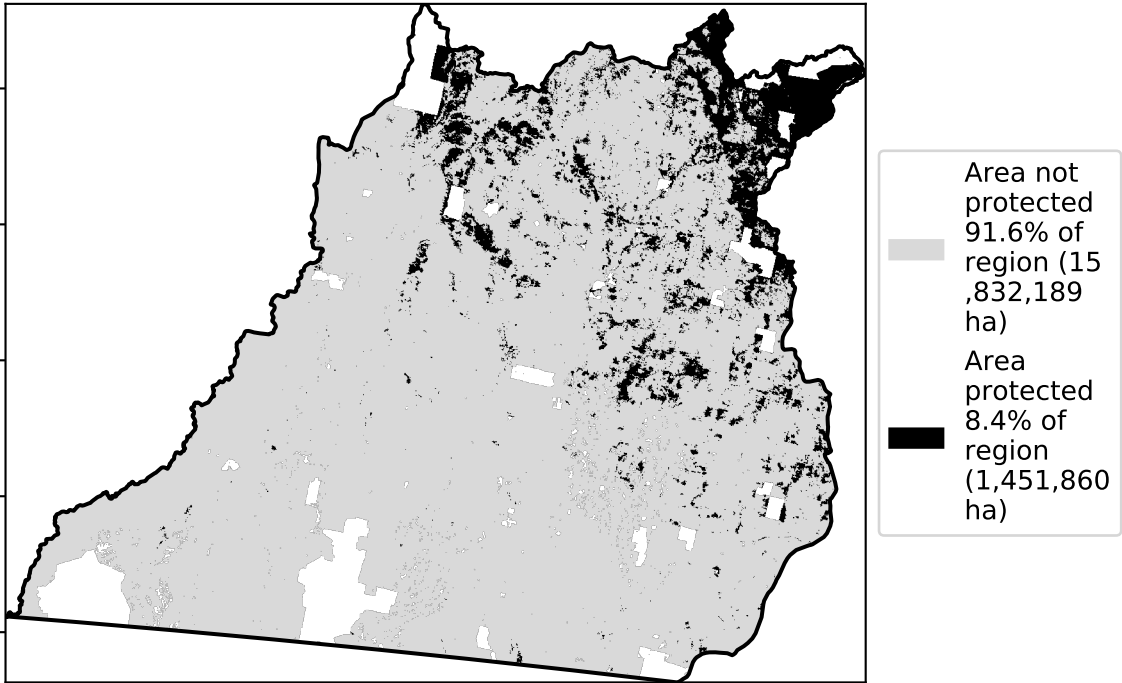 Area not
protected
91.6% of
region (15
,832,189
ha)
Area
protected
8.4% of
region
(1,451,860
ha)